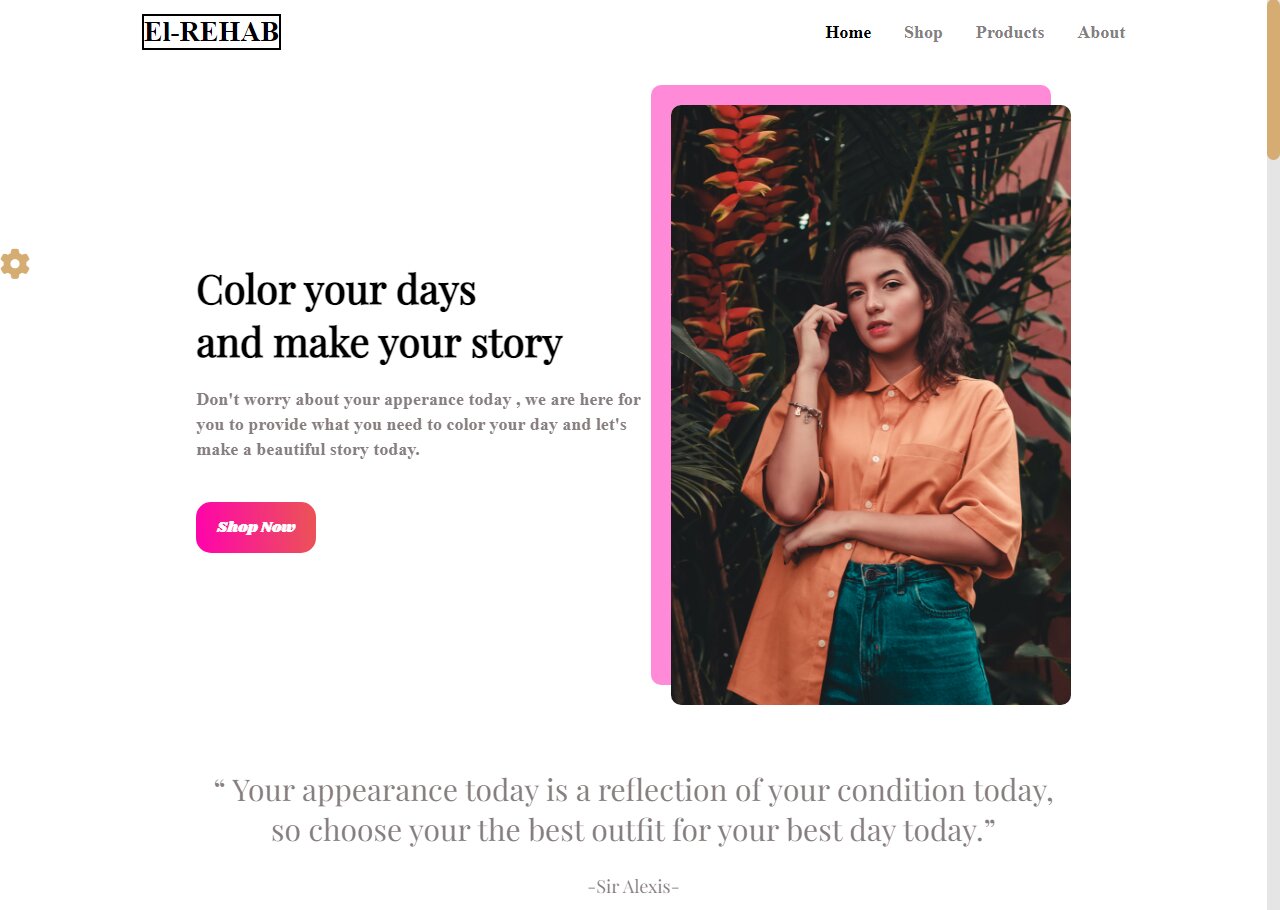 El-REHAB
Home Shop Products About
Color your days
and make your story
Don't worry about your apperance today , we are here for
you to provide what you need to color your day and let's
make a beautiful story today.
Shop Now
“ Your appearance today is a reflection of your condition today,
so choose your the best outfit for your best day today.”
-Sir Alexis-